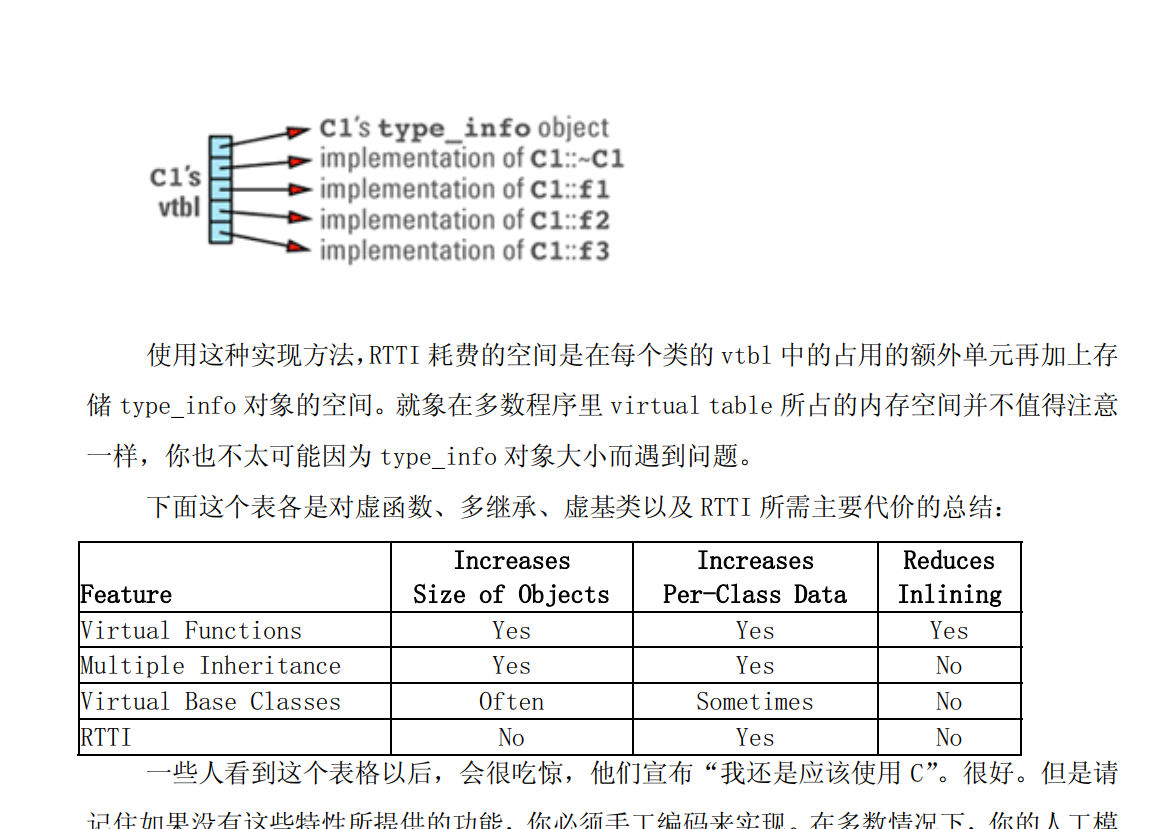 C1's type_info object
implementation of C1::~C1
C1's
implementation of C1::f1
vtbl
implementation of C1::f2
implementation of C1::f3
使用这种实现方法,RTTI 耗费的空间是在每个类的 vtbl 中的占用的额外单元再加上存
储 type_info 对象的空间。就象在多数程序里 virtual table 所占的内存空间并不值得注意
一样，你也不太可能因为 type_info 对象大小而遇到问题。
下面这个表各是对虚函数、多继承、虚基类以及 RTTI 所需主要代价的总结：
Feature Increases Size of Objects Increases Per-Class Data Reduces Inlining
Virtual Functions Yes Yes Yes
Multiple Inheritance Yes Yes No
Virtual Base Classes Often Sometimes No
RTTI No Yes No
一些人看到这个表格以后，会很吃惊，他们宣布“我还是应该使用 C”。很好。但是请
记住如果没有这些特性所提供的功能，你必须手工编码来实现。在多数情况下，你的人工模